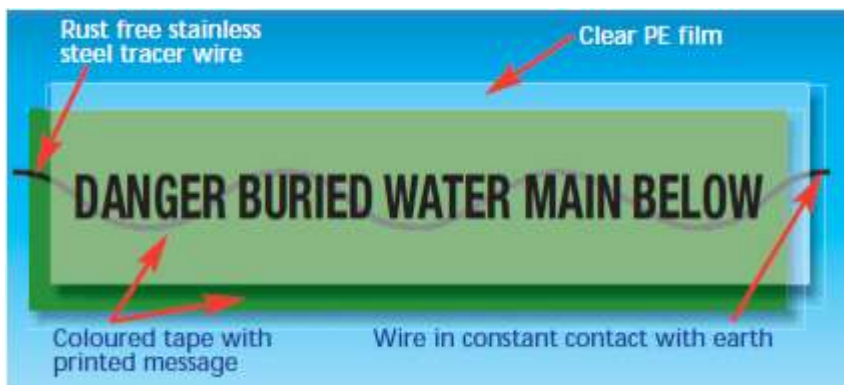 Rust free stainless
steel tracer wire
Clear PE film
DANGER BURIED WATER MAIN BELOW
Coloured tape with
printed message
Wire in constant contact with earth